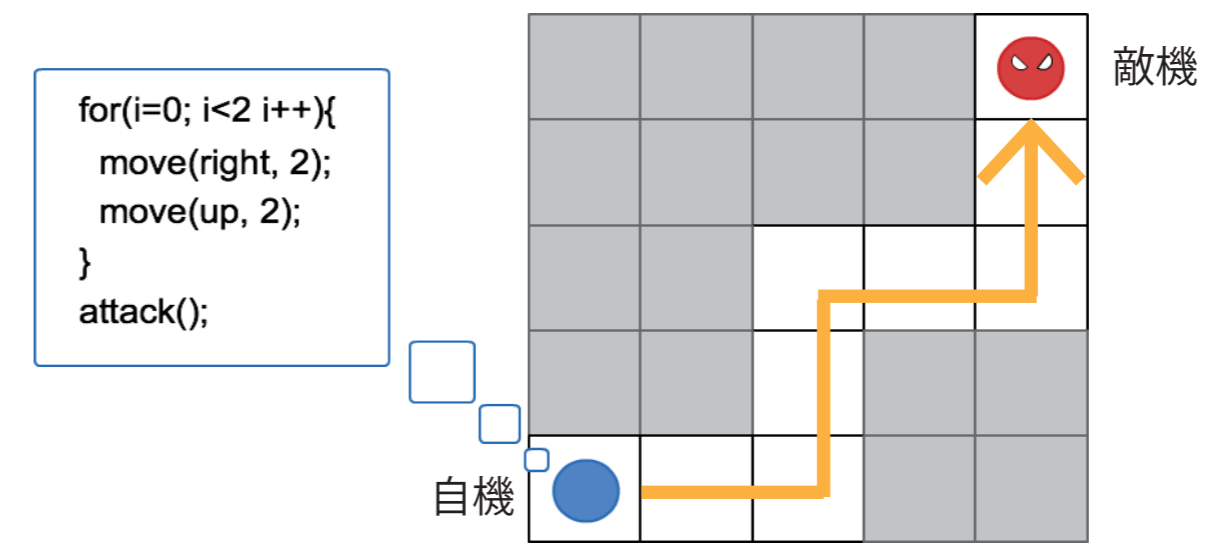 for(i=0; i<2 i++){
move(right, 2);
move(up, 2);
}
attack();
敵機
自機